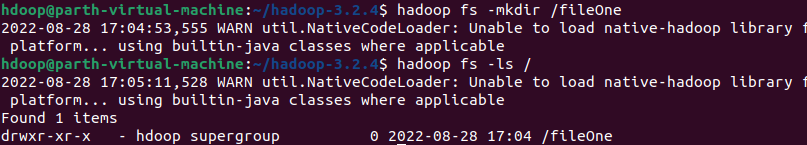 hdoop@parth-virtual-machine:~/hadoop-3.2.4$ hadoop fs -mkdir /fileOne
2022-08-28 17:04:53,555 WARN util.NativeCodeLoader: Unable to load native-hadoop library f
 platform... using builtin-java classes where applicable
hdoop@parth-virtual-machine:~/hadoop-3.2.4$ hadoop fs -ls /
2022-08-28 17:05:11,528 WARN util.NativeCodeLoader: Unable to load native-hadoop library f
 platform... using builtin-java classes where applicable
Found 1 items
drwxr-xr-x   - hdoop supergroup          0 2022-08-28 17:04 /fileOne